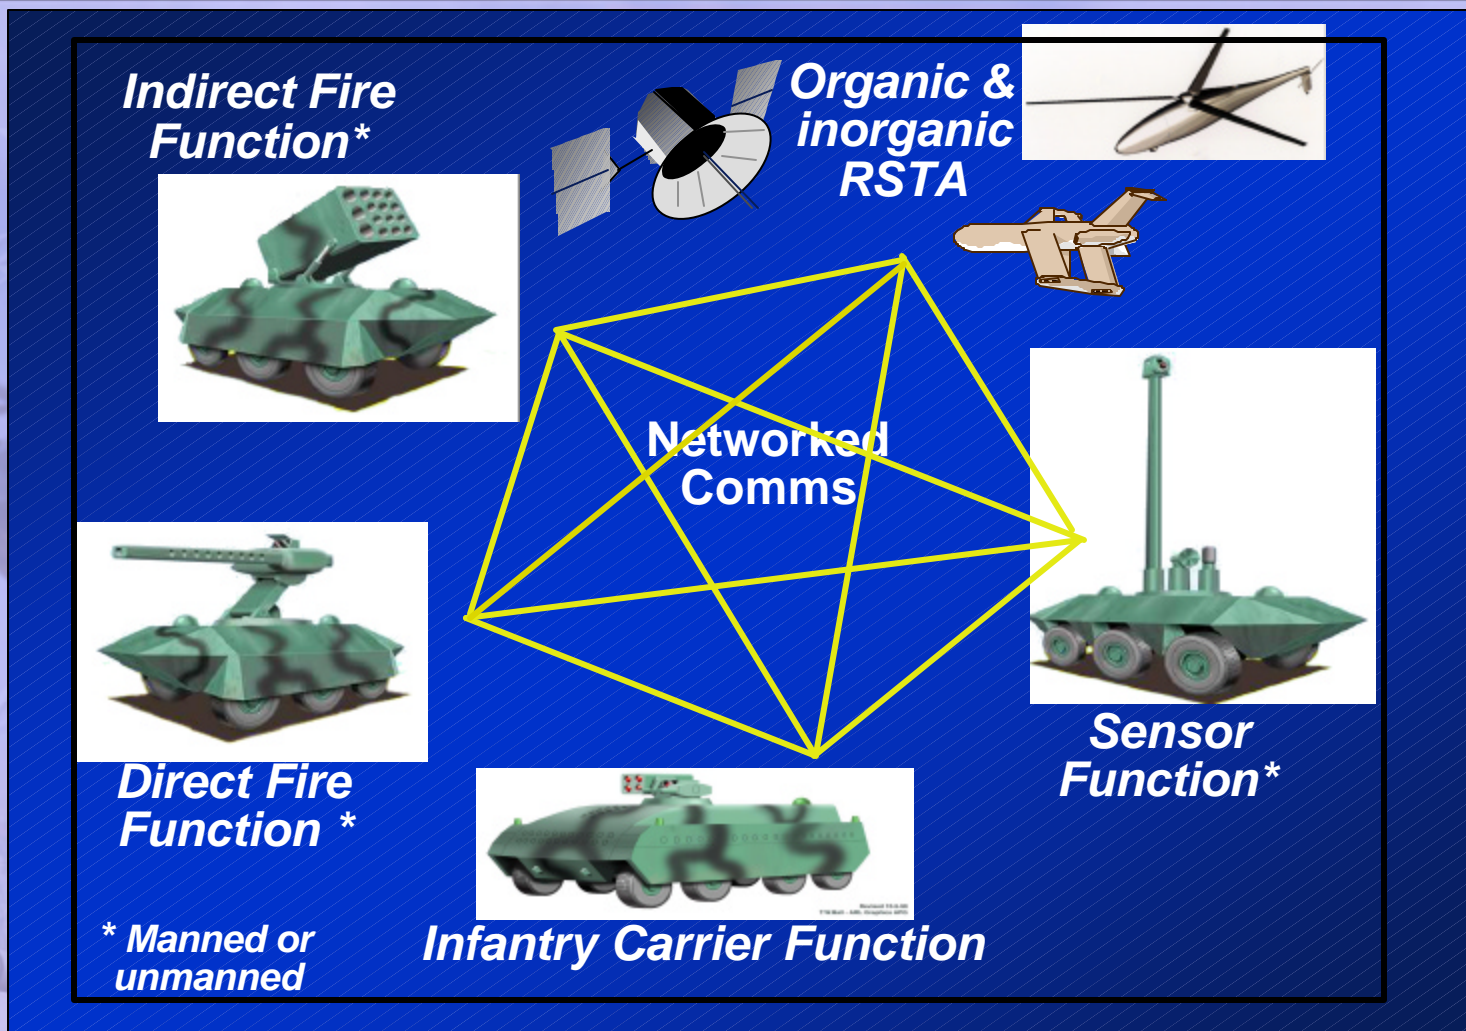 Indirect Fire
Function*
Organic &
inorganic
RSTA
Networked
Comms
Direct Fire
Function *
Sensor
Function*
Infantry Carrier Function
* Manned or
unmanned